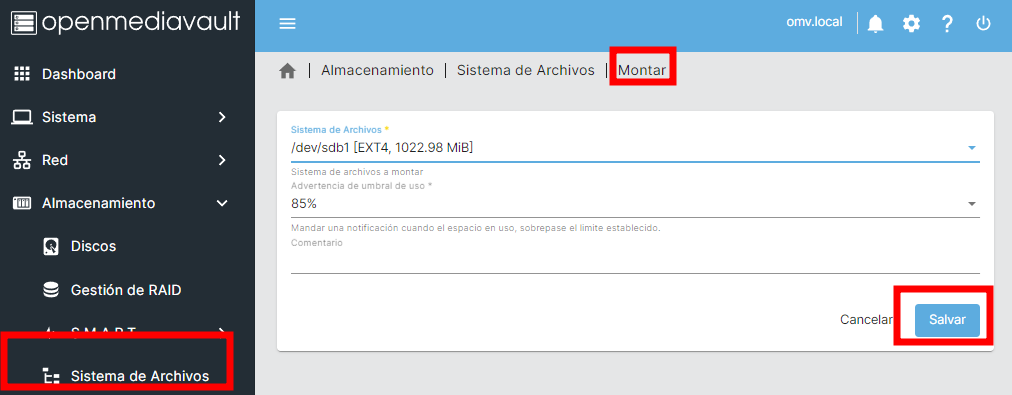 openmediavault
omv.local
Dashboard
Sistema
Red
Almacenamiento
Discos
Gestión de RAID
S.M.A.R.T.
Sistema de Archivos
| Almacenamiento | Sistema de Archivos | Montar
Sistema de Archivos *
/dev/sdb1 [EXT4, 1022.98 MiB]
Sistema de archivos a montar
Advertencia de umbral de uso *
85%
Mandar una notificación cuando el espacio en uso, sobrepase el límite establecido.
Comentario
Cancelar
Salvar